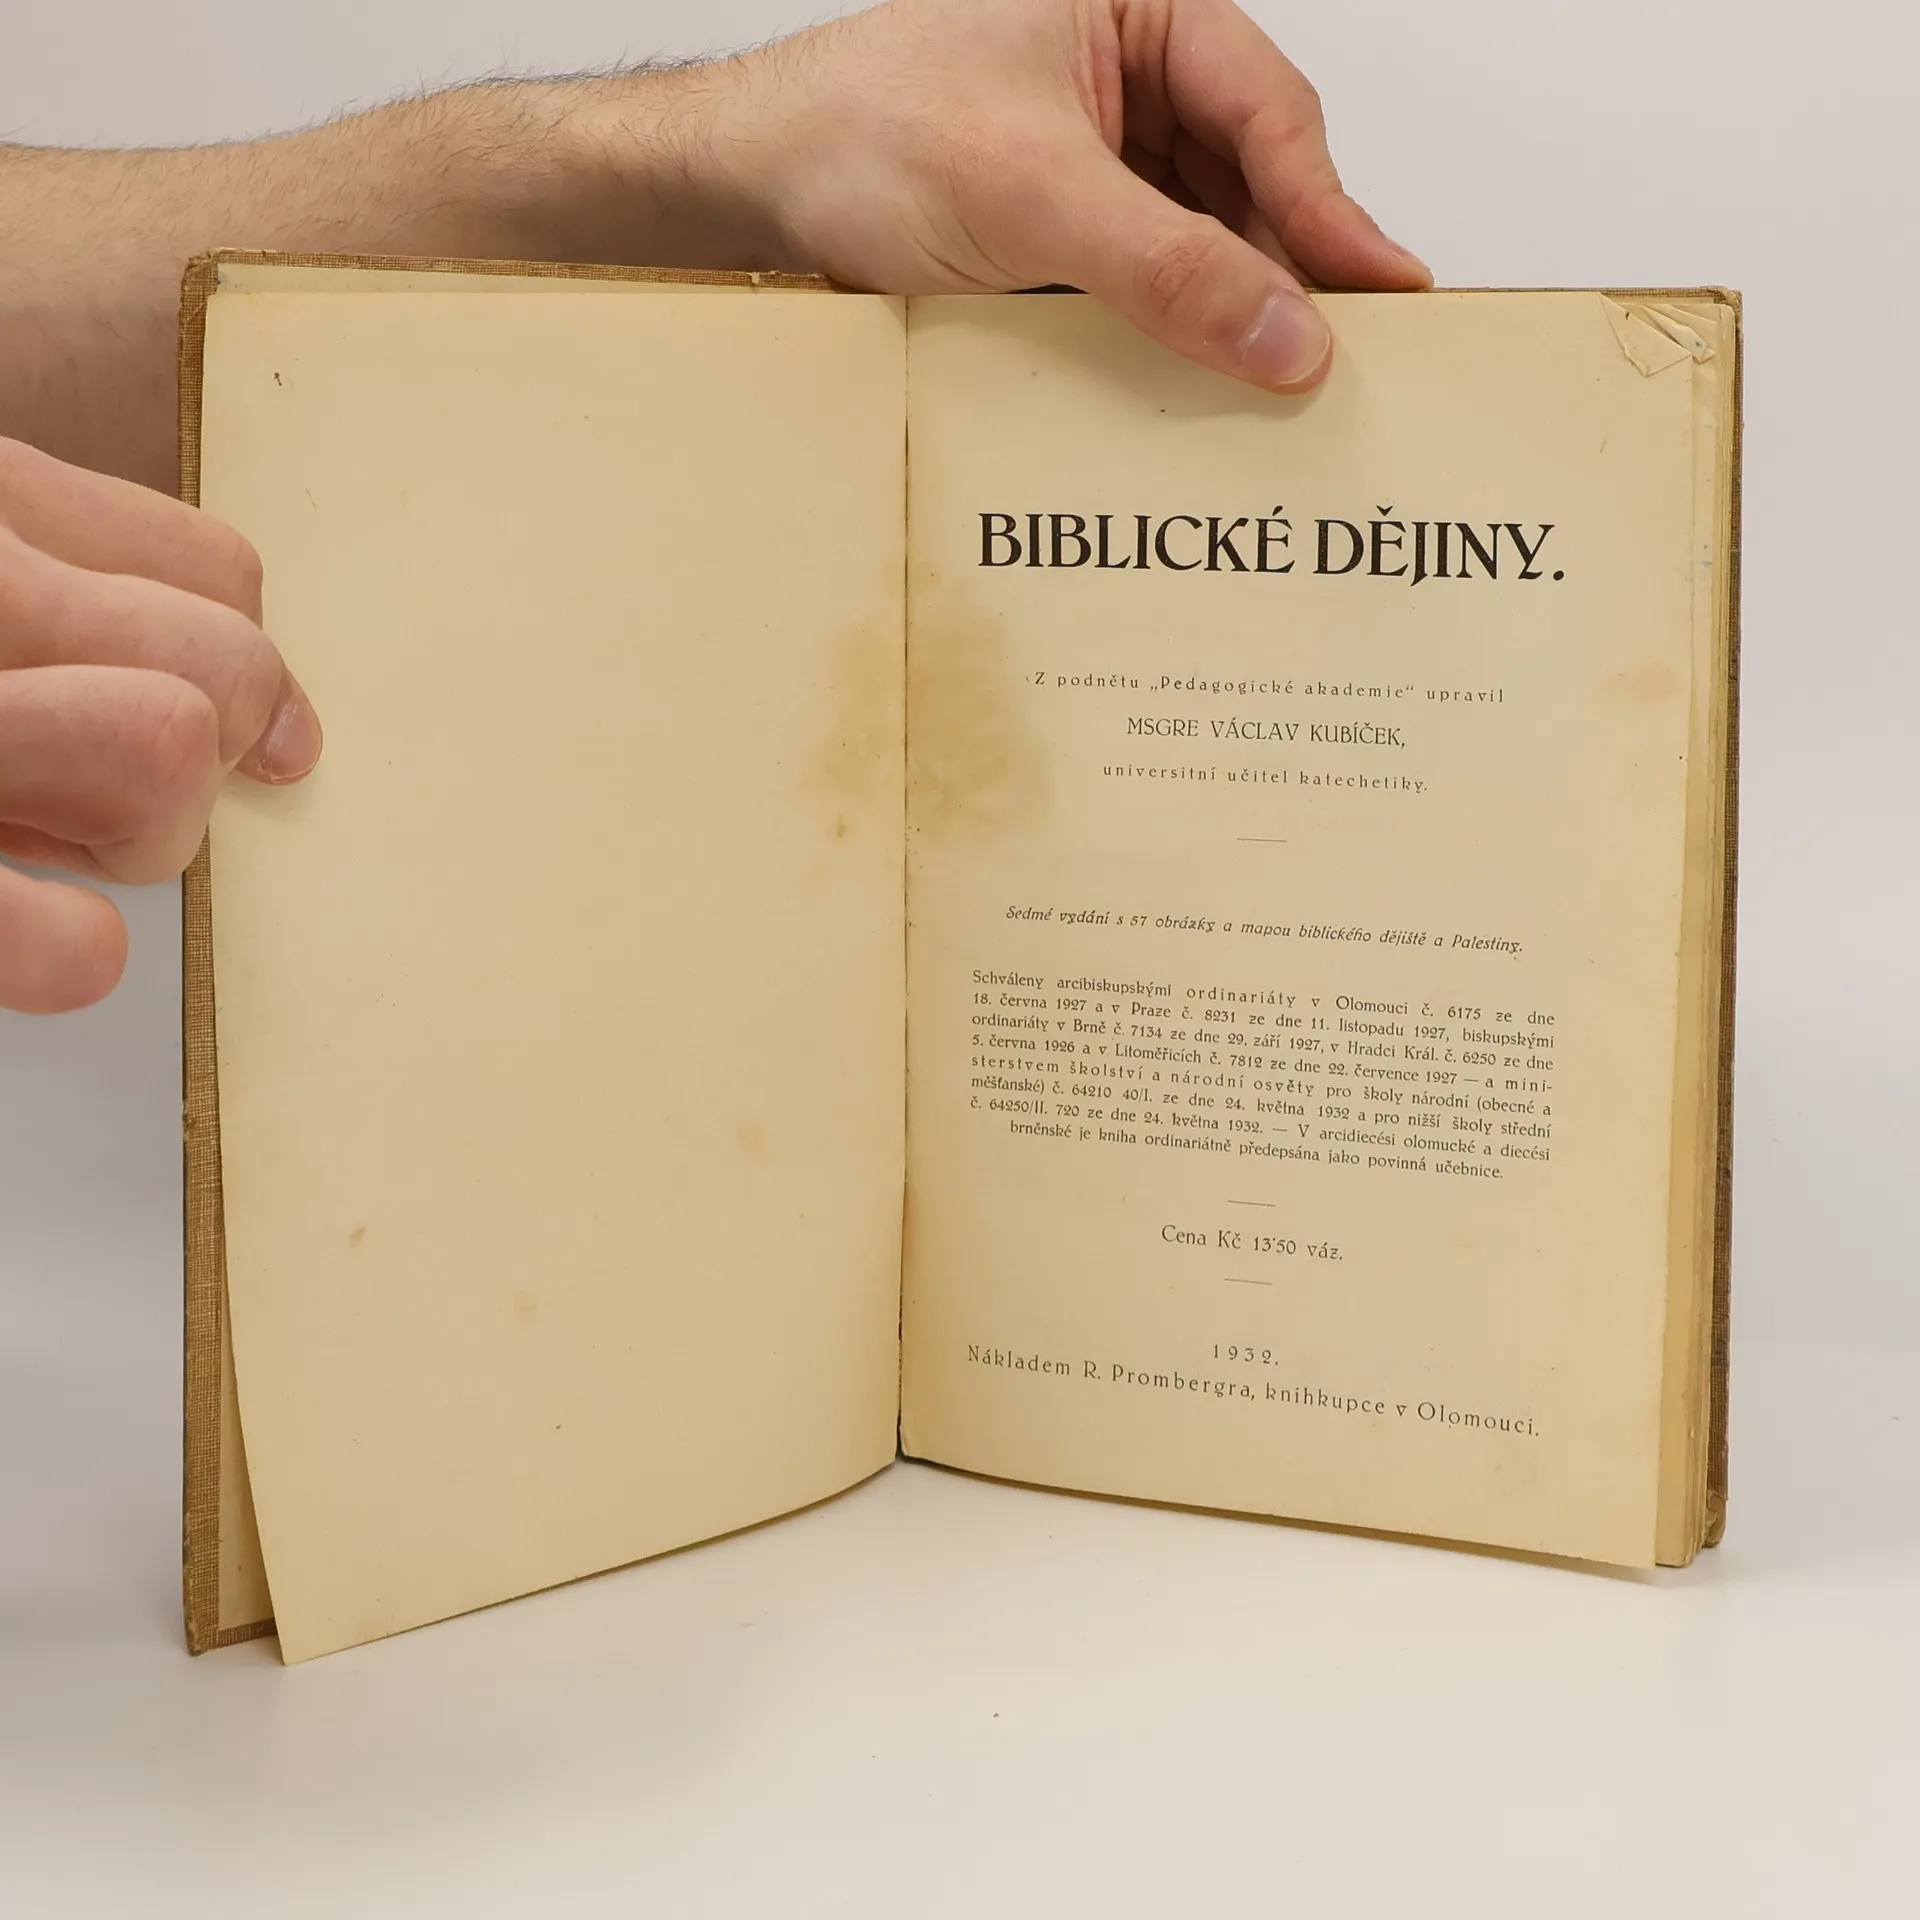 BIBLICKÉ DĚJINY.
Z podnětu „Pedagogické akademie“ upravil
MSGRE VÁCLAV KUBÍČEK,
universitní učitel katechetiky.
Sedmé vydání s 57 obrázky a mapou biblického dějiště a Palestiny.
Schváleny arcibiskupskými ordinariáty v Olomouci č. 6175 ze dne
18. června 1927 a v Praze č. 8231 ze dne 11. listopadu 1927, biskupskými
ordinariáty v Brně č. 7134 ze dne 29. září 1927, v Hradci Král. č. 6250 ze dne
5. června 1926 a v Litoměřicích č. 7812 ze dne 22. července 1927 — a mini-
sterstvem školství a národní osvěty pro školy národní (obecné a
měšťanské) č. 64210 40/I. ze dne 24. května 1932 a pro nižší školy střední
č. 64250/II. 720 ze dne 24. května 1932. — V arcidiecési olomucké a diecési
brněnské je kniha ordinariátně předepsána jako povinná učebnice.
Cena Kč 13·50 váz.
1932.
Nákladem R. Prombergra, knihkupce v Olomouci.